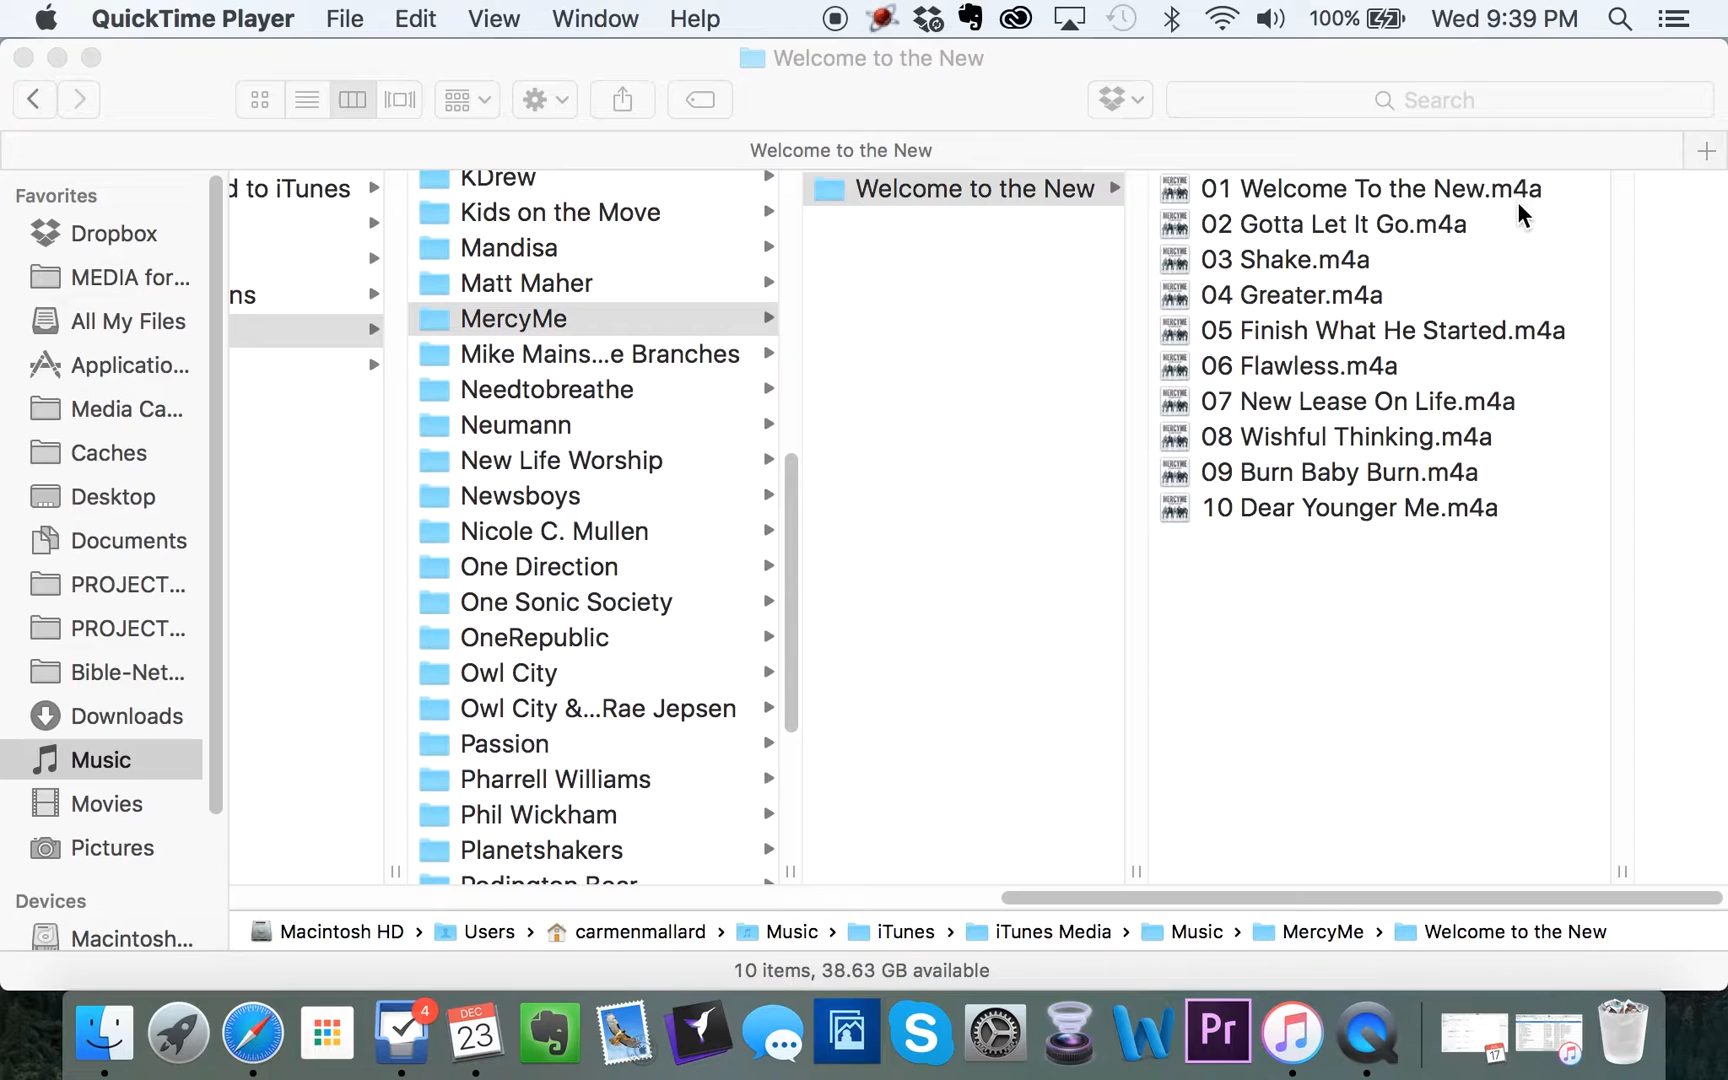 QuickTime Player File Edit View Window Help 100% Wed 9:39 PM
Welcome to the New
Search
Welcome to the New
Favorites
Dropbox
MEDIA for...
All My Files
Applicatio...
Media Ca...
Caches
Desktop
Documents
PROJECT...
PROJECT...
Bible-Net...
Downloads
Music
Movies
Pictures
Devices
Macintosh...
d to iTunes
ns
KDrew
Kids on the Move
Mandisa
Matt Maher
MercyMe
Mike Mains...e Branches
Needtobreathe
Neumann
New Life Worship
Newsboys
Nicole C. Mullen
One Direction
One Sonic Society
OneRepublic
Owl City
Owl City &...Rae Jepsen
Passion
Pharrell Williams
Phil Wickham
Planetshakers
Welcome to the New
01 Welcome To the New.m4a
02 Gotta Let It Go.m4a
03 Shake.m4a
04 Greater.m4a
05 Finish What He Started.m4a
06 Flawless.m4a
07 New Lease On Life.m4a
08 Wishful Thinking.m4a
09 Burn Baby Burn.m4a
10 Dear Younger Me.m4a
Macintosh HD › Users › carmenmallard › Music › iTunes › iTunes Media › Music › MercyMe › Welcome to the New
10 items, 38.63 GB available
4
DEC
23
S
W
Pr
17